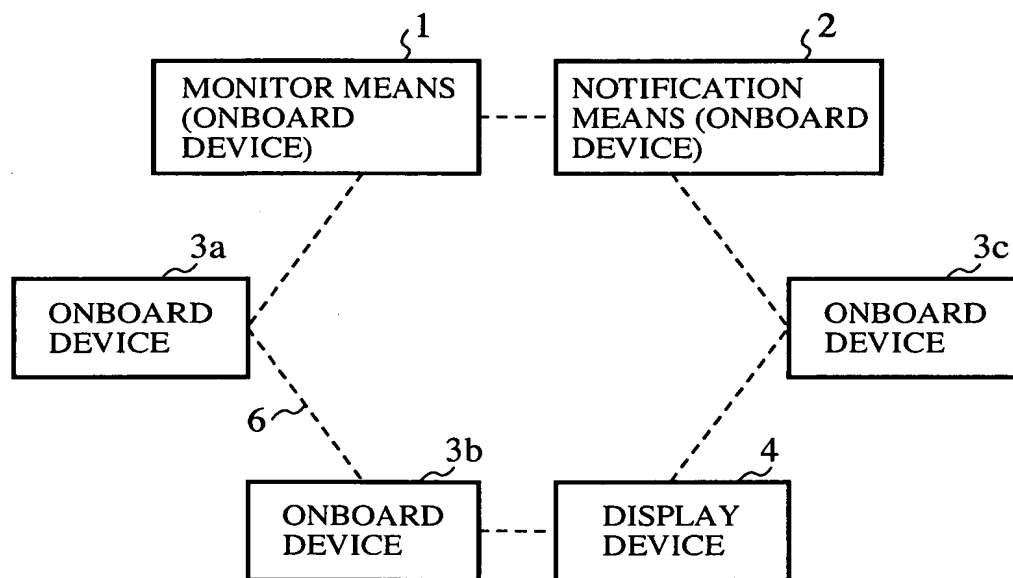 1
2
MONITOR MEANS
(ONBOARD
DEVICE)
NOTIFICATION
MEANS (ONBOARD
DEVICE)
3a
3c
ONBOARD
DEVICE
ONBOARD
DEVICE
6
3b
4
ONBOARD
DEVICE
DISPLAY
DEVICE